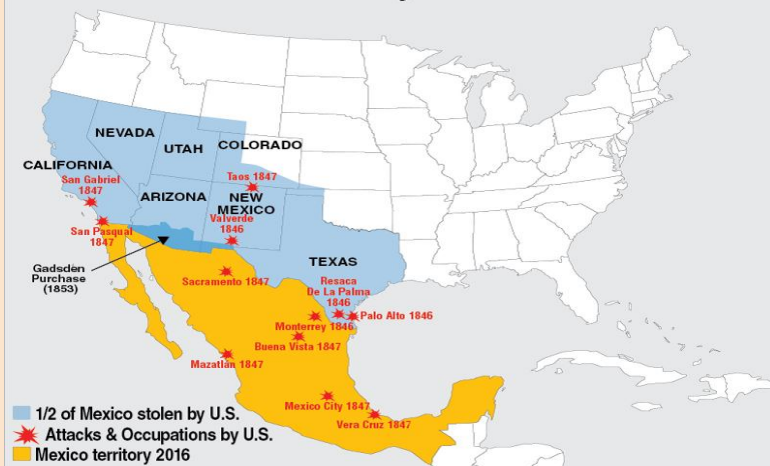 NEVADA
UTAH
COLORADO
CALIFORNIA
San Gabriel
1847
Taos 1847
ARIZONA
NEW
MEXICO
Valverde
1846
San Pasqual
1847
Gadsden
Purchase
(1853)
TEXAS
Sacramento 1847
Resaca
De La Palma
1846
Palo Alto 1846
Monterrey 1846
Buena Vista 1847
Mazatlan 1847
Mexico City 1847
Vera Cruz 1847
1/2 of Mexico stolen by U.S.
Attacks & Occupations by U.S.
Mexico territory 2016